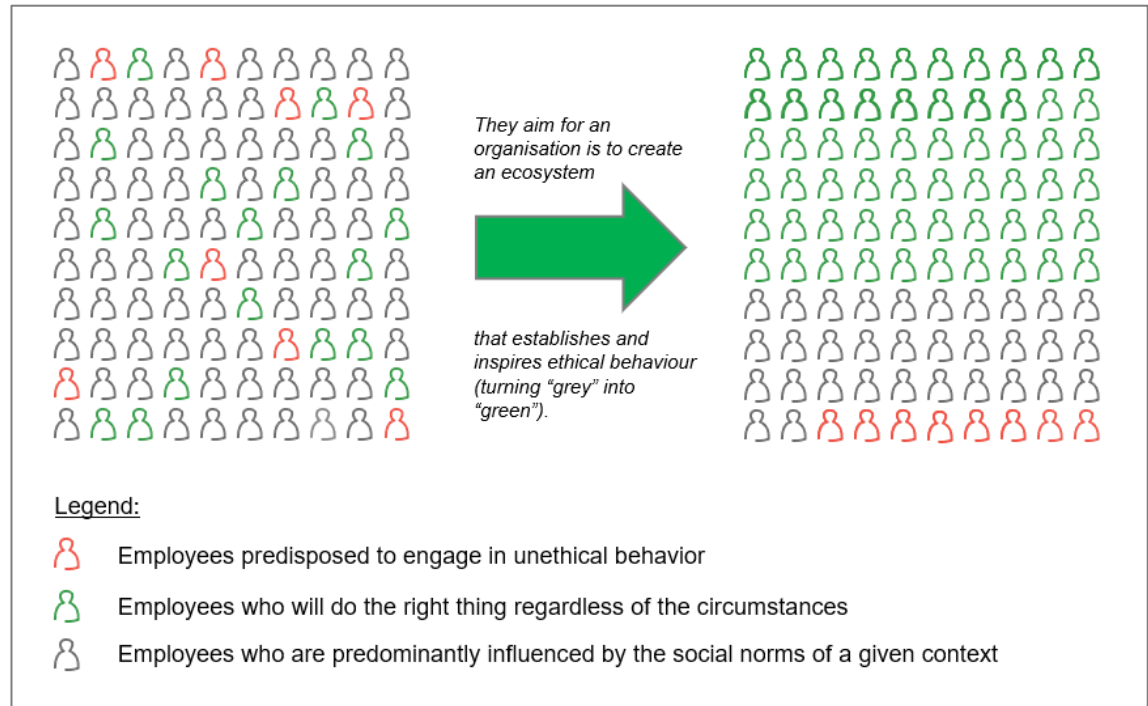 They aim for an
organisation is to create
an ecosystem
that establishes and
inspires ethical behaviour
(turning “grey” into
“green”).
Legend:
Employees predisposed to engage in unethical behavior
Employees who will do the right thing regardless of the circumstances
Employees who are predominantly influenced by the social norms of a given context